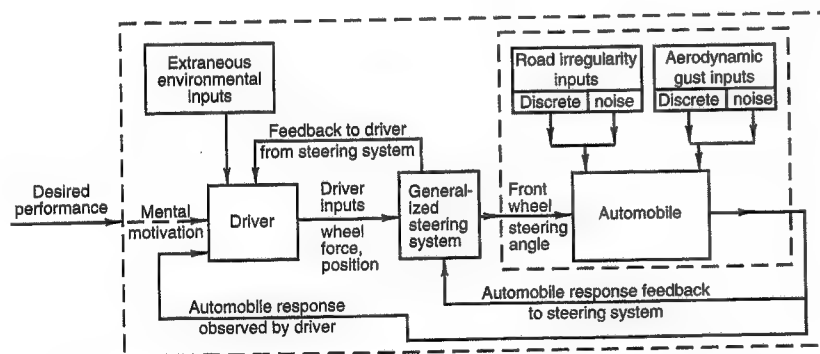 Extraneous
environmental
inputs
Road irregularity
inputs
Discrete
noise
Aerodynamic
gust inputs
Discrete
noise
Feedback to driver
from steering system
Desired
performance
Mental
motivation
Driver
Driver
inputs
wheel
force,
position
General-
ized
steering
system
Front
wheel
steering
angle
Automobile
Automobile response feedback
to steering system
Automobile response
observed by driver